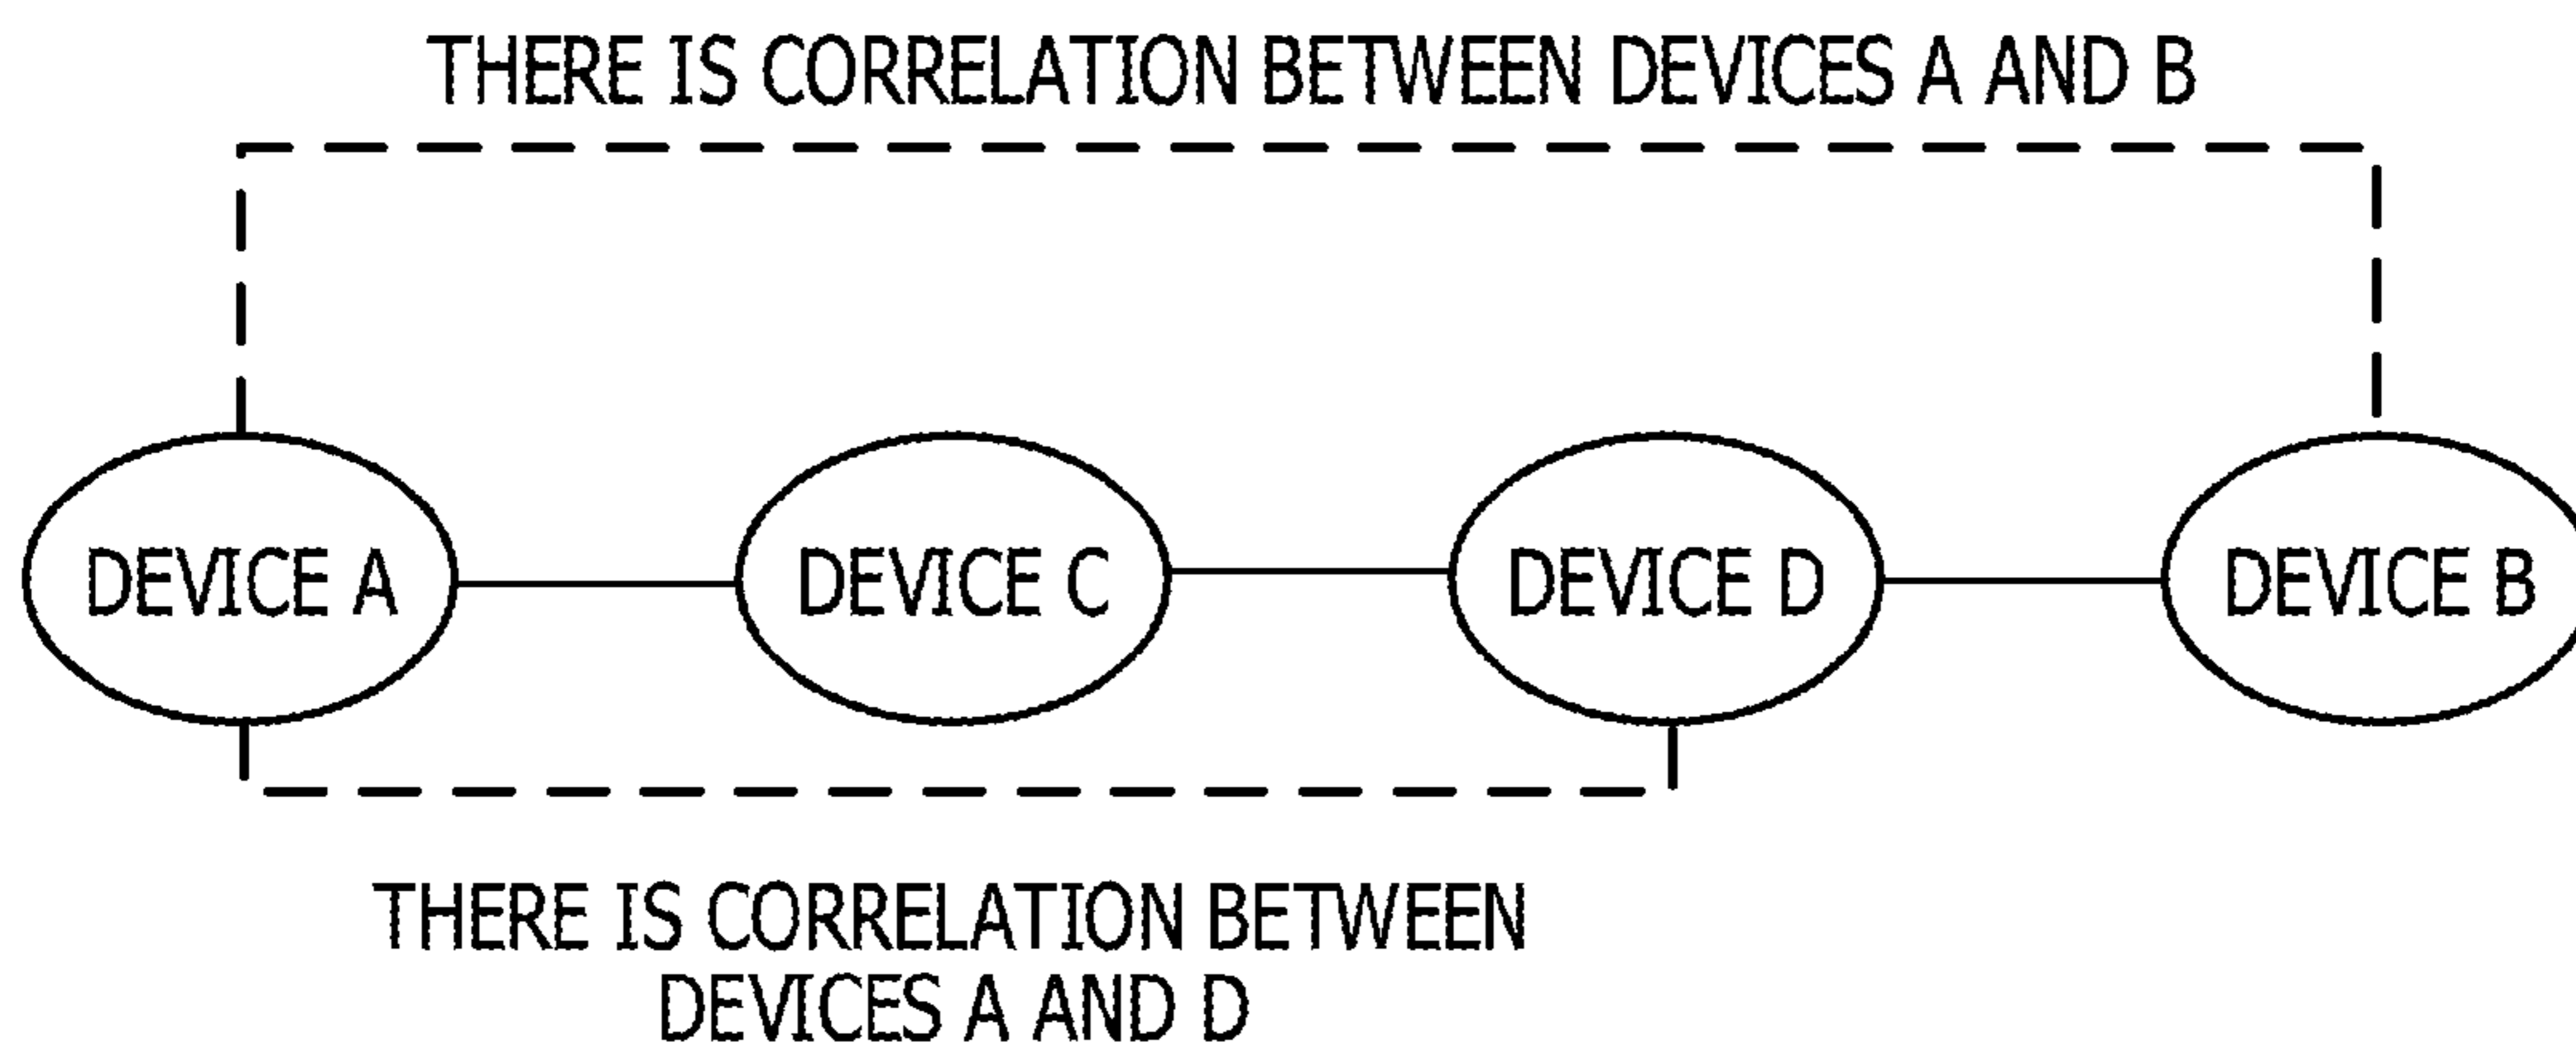 THERE IS CORRELATION BETWEEN DEVICES A AND B
DEVICE A
DEVICE C
DEVICE D
DEVICE B
THERE IS CORRELATION BETWEEN
DEVICES A AND D